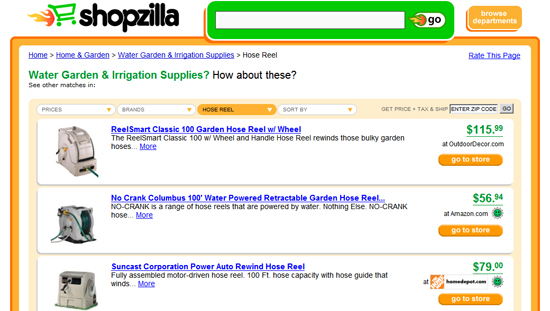 shopzilla
go
browse departments
Home > Home & Garden > Water Garden & Irrigation Supplies > Hose Reel
Rate This Page
Water Garden & Irrigation Supplies? How about these?
See other matches in:
PRICES
BRANDS
HOSE REEL
SORT BY
GET PRICE + TAX & SHIP
ENTER ZIP CODE
GO
ReelSmart Classic 100 Garden Hose Reel w/ Wheel
The ReelSmart Classic 100 w/ Wheel and Handle Hose Reel rewinds those bulky garden
hoses... More
$115.99
at OutdoorDecor.com
go to store
No Crank Columbus 100' Water Powered Retractable Garden Hose Reel...
NO-CRANK is a range of hose reels that are powered by water. Nothing Else. NO-CRANK
hose... More
$56.94
at Amazon.com
go to store
Suncast Corporation Power Auto Rewind Hose Reel
Fully assembled motor-driven hose reel. 100 Ft. hose capacity with hose guide that
winds... More
$79.00
at homedepot.com
go to store